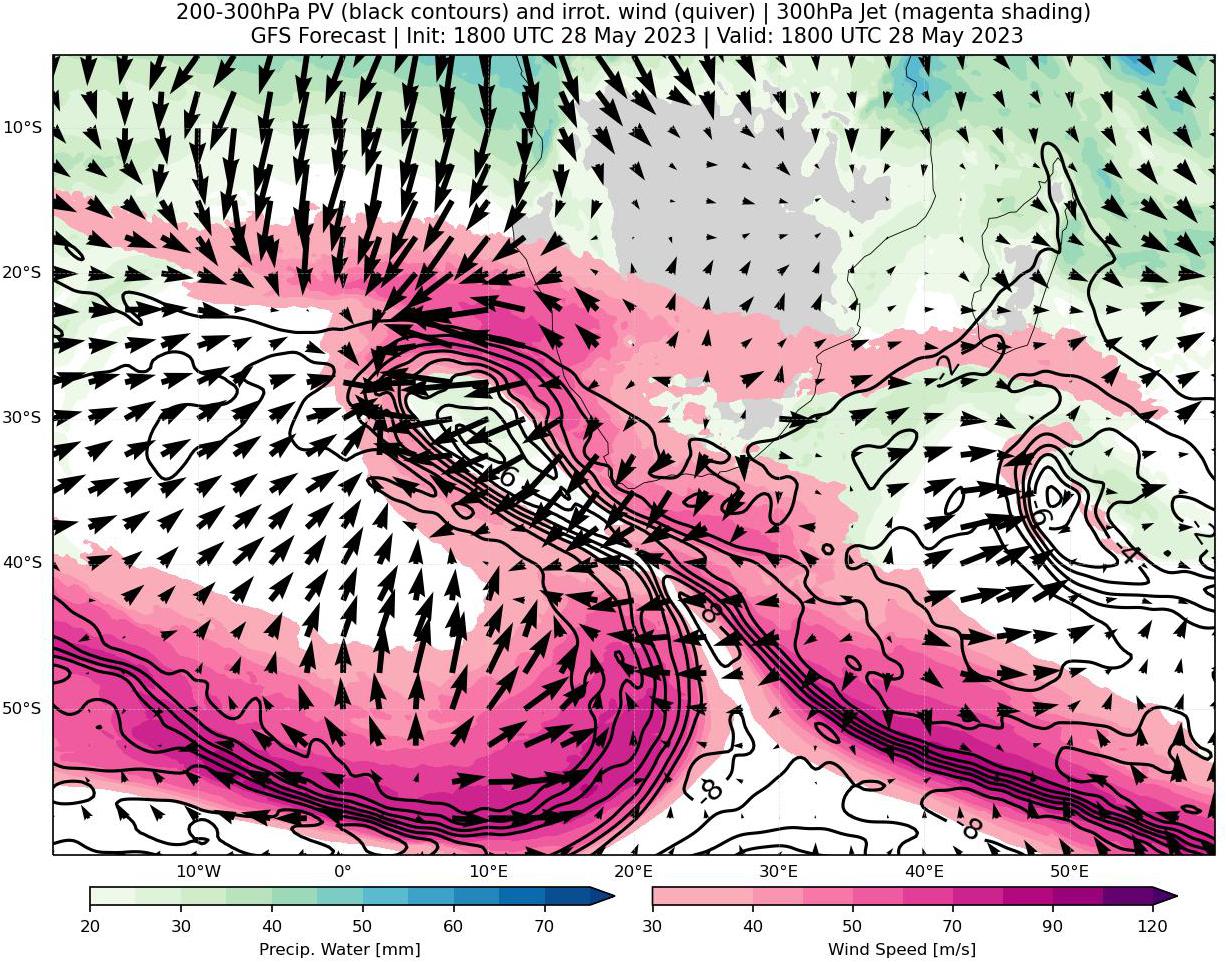 200-300hPa PV (black contours) and irrot. wind (quiver) | 300hPa Jet (magenta shading)
GFS Forecast | Init: 1800 UTC 28 May 2023 | Valid: 1800 UTC 28 May 2023
10°S
20°S
30°S
40°S
50°S
-8
-8
10°W
0°
10°E
20°E
30°E
40°E
50°E
20
30
40
50
60
70
Precip. Water [mm]
30
40
50
70
90
120
Wind Speed [m/s]